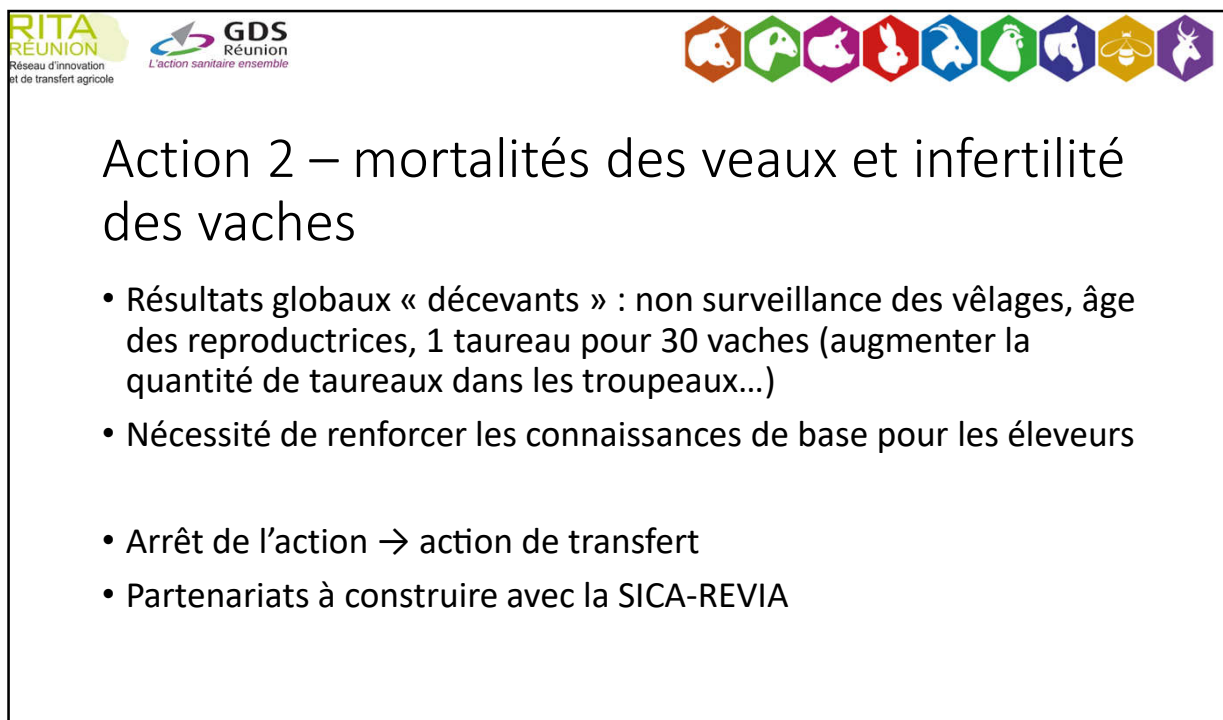 RITA
RÉUNION
Réseau d'innovation
et de transfert agricole
GDS
Réunion
L'action sanitaire ensemble
Action 2 – mortalités des veaux et infertilité
des vaches
• Résultats globaux « décevants » : non surveillance des vêlages, âge
des reproductrices, 1 taureau pour 30 vaches (augmenter la
quantité de taureaux dans les troupeaux…)
• Nécessité de renforcer les connaissances de base pour les éleveurs
• Arrêt de l’action → action de transfert
• Partenariats à construire avec la SICA-REVIA